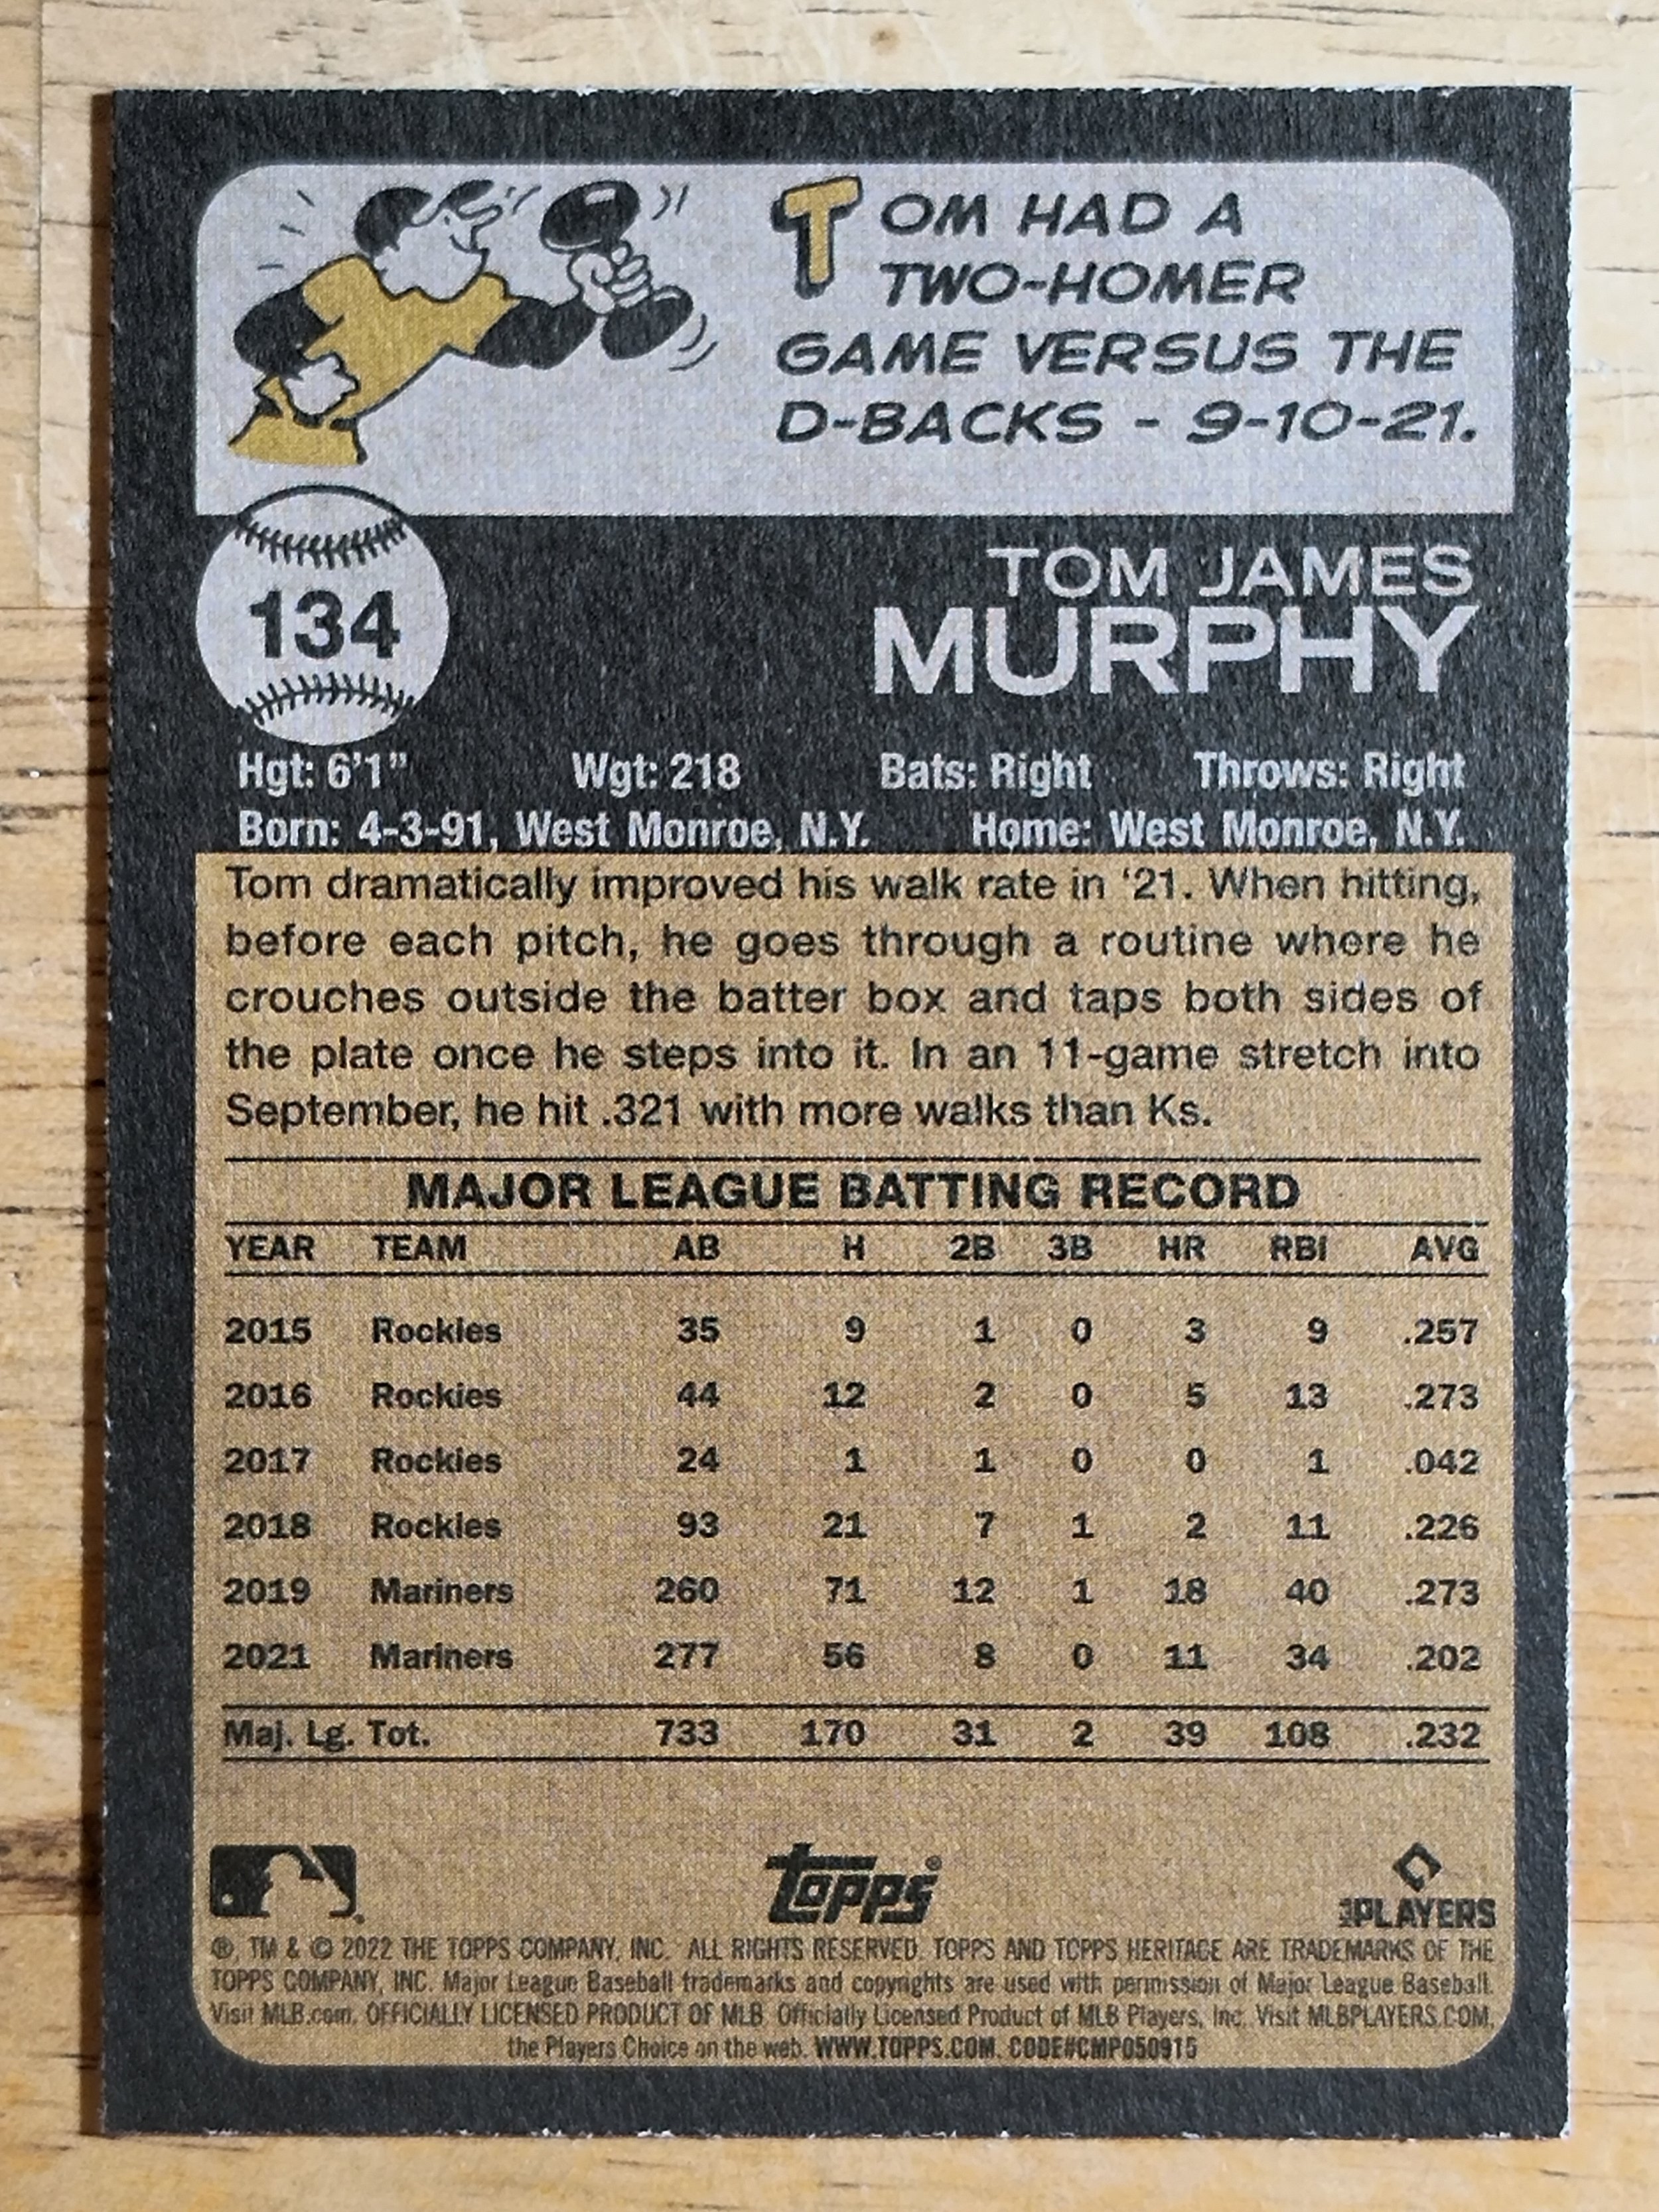 TOM HAD A
TWO-HOMER
GAME VERSUS THE
D-BACKS - 9-10-21.
134
TOM JAMES
MURPHY
Hgt: 6'1" Wgt: 218 Bats: Right Throws: Right
Born: 4-3-91, West Monroe, N.Y. Home: West Monroe, N.Y.
Tom dramatically improved his walk rate in ‘21. When hitting,
before each pitch, he goes through a routine where he
crouches outside the batter box and taps both sides of
the plate once he steps into it. In an 11-game stretch into
September, he hit .321 with more walks than Ks.
MAJOR LEAGUE BATTING RECORD
YEAR TEAM AB H 2B 3B HR RBI AVG
2015 Rockies 35 9 1 0 3 9 .257
2016 Rockies 44 12 2 0 5 13 .273
2017 Rockies 24 1 1 0 0 1 .042
2018 Rockies 93 21 7 1 2 11 .226
2019 Mariners 260 71 12 1 18 40 .273
2021 Mariners 277 56 8 0 11 34 .202
Maj. Lg. Tot. 733 170 31 2 39 108 .232
topps®
PLAYERS
®, TM & © 2022 THE TOPPS COMPANY, INC. ALL RIGHTS RESERVED. TOPPS AND TOPPS HERITAGE ARE TRADEMARKS OF THE
TOPPS COMPANY, INC. Major League Baseball trademarks and copyrights are used with permission of Major League Baseball.
Visit MLB.com. OFFICIALLY LICENSED PRODUCT OF MLB. Officially Licensed Product of MLB Players, Inc. Visit MLBPLAYERS.COM,
the Players Choice on the web. WWW.TOPPS.COM. CODE#CMP050915